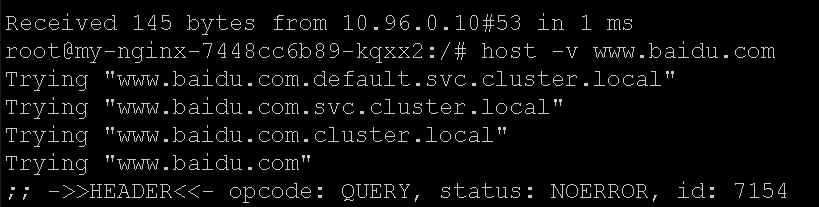 Received 145 bytes from 10.96.0.10#53 in 1 ms
root@my-nginx-7448cc6b89-kqxx2:/# host -v www.baidu.com
Trying "www.baidu.com.default.svc.cluster.local"
Trying "www.baidu.com.svc.cluster.local"
Trying "www.baidu.com.cluster.local"
Trying "www.baidu.com"
;; ->>HEADER<<- opcode: QUERY, status: NOERROR, id: 7154